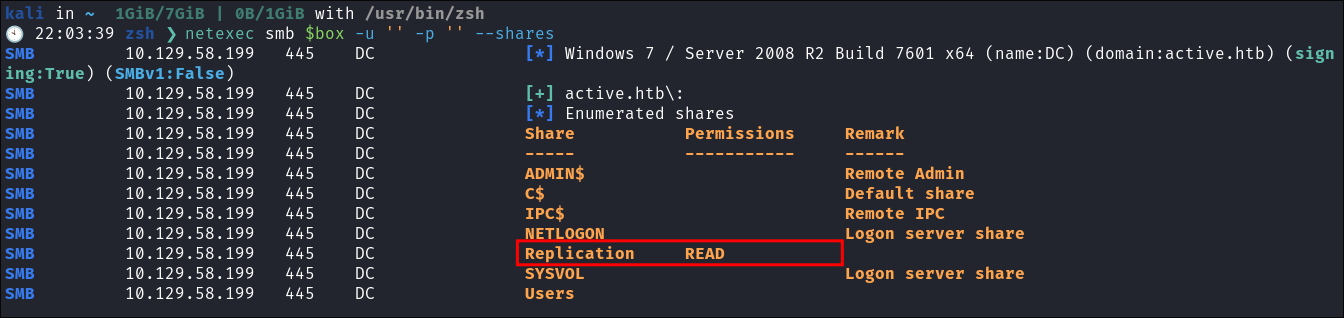 kali in ~  1GiB/7GiB | 0B/1GiB with /usr/bin/zsh
🕙 22:03:39 zsh ❯ netexec smb $box -u '' -p '' --shares
SMB         10.129.58.199   445    DC               [*] Windows 7 / Server 2008 R2 Build 7601 x64 (name:DC) (domain:active.htb) (sign
ing:True) (SMBv1:False)
SMB         10.129.58.199   445    DC               [+] active.htb\:
SMB         10.129.58.199   445    DC               [*] Enumerated shares
SMB         10.129.58.199   445    DC               Share           Permissions     Remark
SMB         10.129.58.199   445    DC               -----           -----------     ------
SMB         10.129.58.199   445    DC               ADMIN$                          Remote Admin
SMB         10.129.58.199   445    DC               C$                              Default share
SMB         10.129.58.199   445    DC               IPC$                            Remote IPC
SMB         10.129.58.199   445    DC               NETLOGON                        Logon server share
SMB         10.129.58.199   445    DC               Replication     READ
SMB         10.129.58.199   445    DC               SYSVOL                          Logon server share
SMB         10.129.58.199   445    DC               Users